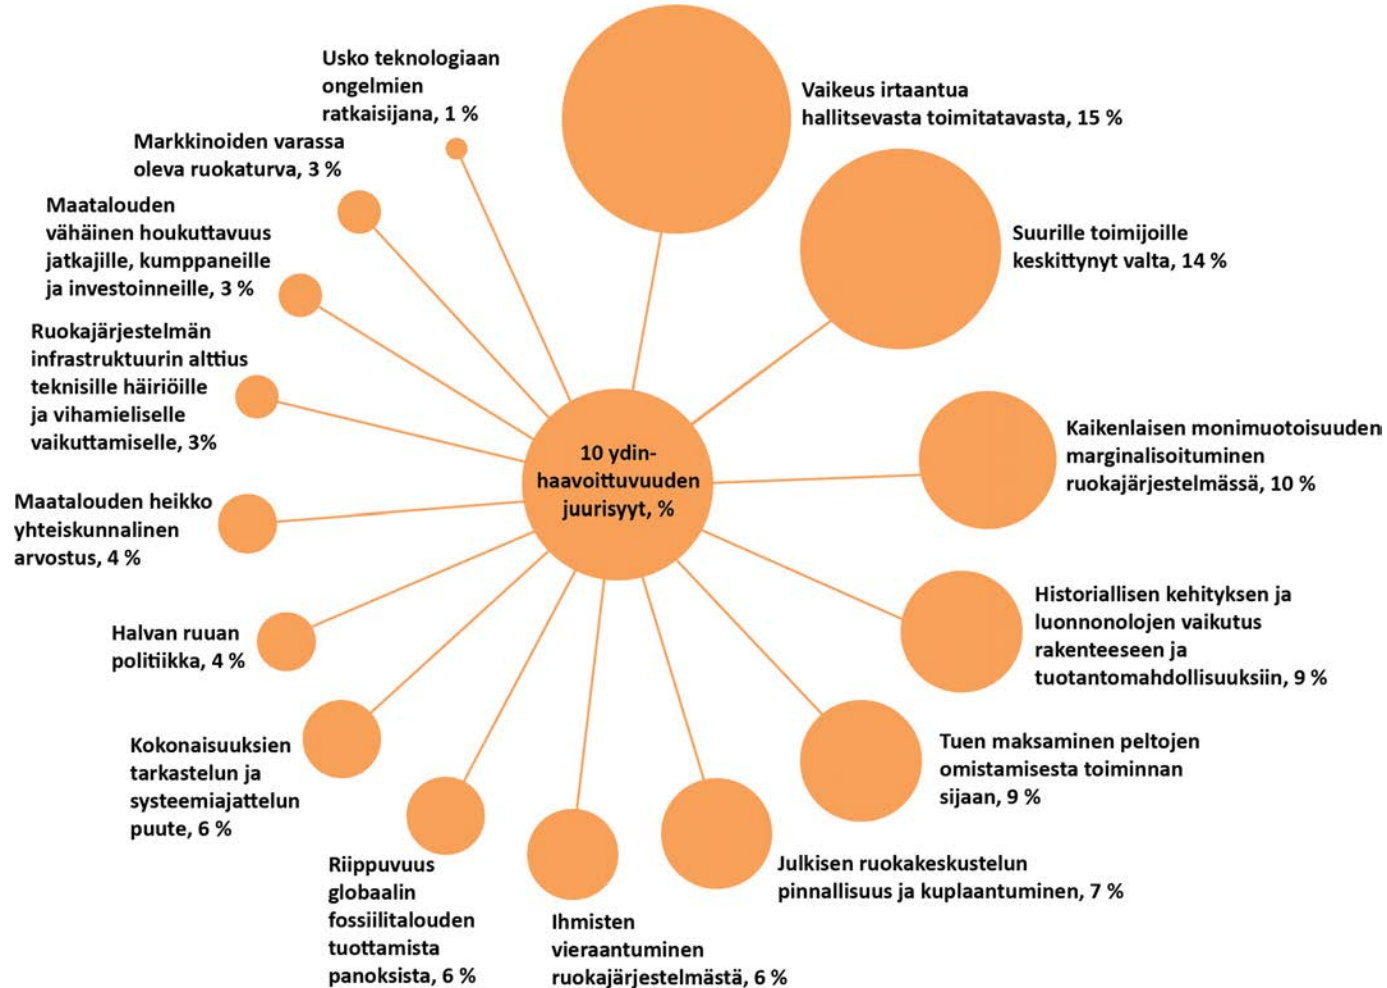 Usko teknologiaan
ongelmien
ratkaisijana, 1 %
Vaikeus irtaantua
hallitsevasta toimitatavasta, 15 %
Markkinoiden varassa
oleva ruokaturva, 3 %
Suurille toimijoille
keskittynyt valta, 14 %
Maatalouden
vähäinen houkuttavuus
jatkajille, kumppaneille
ja investoinneille, 3 %
Ruokajärjestelmän
infrastruktuurin alttius
teknisille häiriöille
ja vihamieliselle
vaikuttamiselle, 3%
Kaikenlaisen monimuotoisuuden
marginalisoituminen
ruokajärjestelmässä, 10 %
10 ydin-
haavoittuvuuden
juurisyyt, %
Maatalouden heikko
yhteiskunnalinen
arvostus, 4 %
Historiallisen kehityksen ja
luonnonolojen vaikutus
rakenteeseen ja
tuotantomahdollisuuksiin, 9 %
Halvan ruuan
politiikka, 4 %
Tuen maksaminen peltojen
omistamisesta toiminnan
sijaan, 9 %
Kokonaisuuksien
tarkastelun ja
systeemiajattelun
puute, 6 %
Julkisen ruokakeskustelun
pinnallisuus ja kuplaantuminen, 7 %
Riippuvuus
globaalin
fossiilitalouden
tuottamista
panoksista, 6 %
Ihmisten
vieraantuminen
ruokajärjestelmästä, 6 %